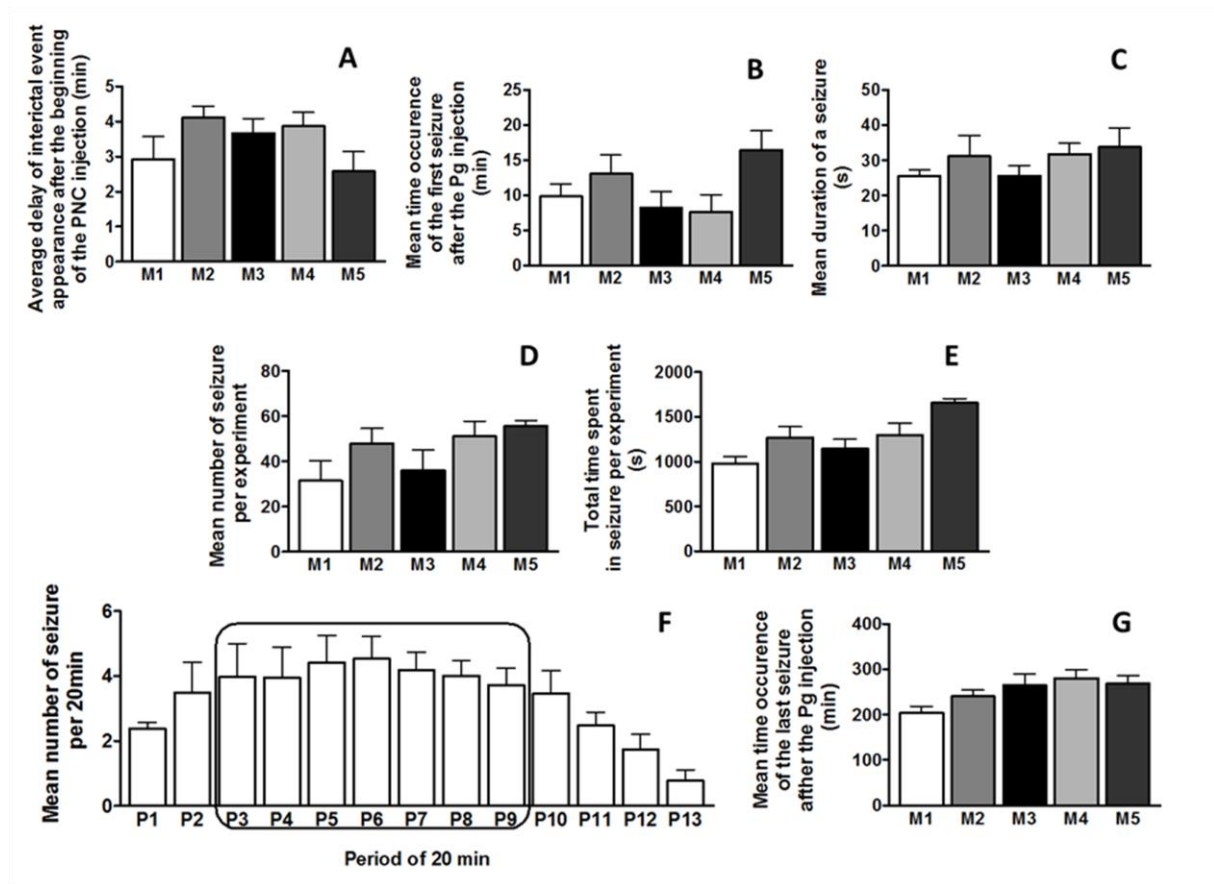 A
Average delay of interictal event
appearance after the beginning
of the PNC injection (min)
5
4
3
2
1
0
M1 M2 M3 M4 M5
B
Mean time occurence
of the first seizure
after the Pg injection
(min)
25
20
15
10
5
0
M1 M2 M3 M4 M5
C
Mean duration of a seizure
(s)
50
40
30
20
10
0
M1 M2 M3 M4 M5
D
Mean number of seizure
per experiment
80
60
40
20
0
M1 M2 M3 M4 M5
E
Total time spent
in seizure per experiment
(s)
2000
1500
1000
500
0
M1 M2 M3 M4 M5
F
Mean number of seizure
per 20min
6
4
2
0
P1 P2 P3 P4 P5 P6 P7 P8 P9 P10 P11 P12 P13
Period of 20 min
G
Mean time occurence
of the last seizure
afther the Pg injection
(min)
400
300
200
100
0
M1 M2 M3 M4 M5